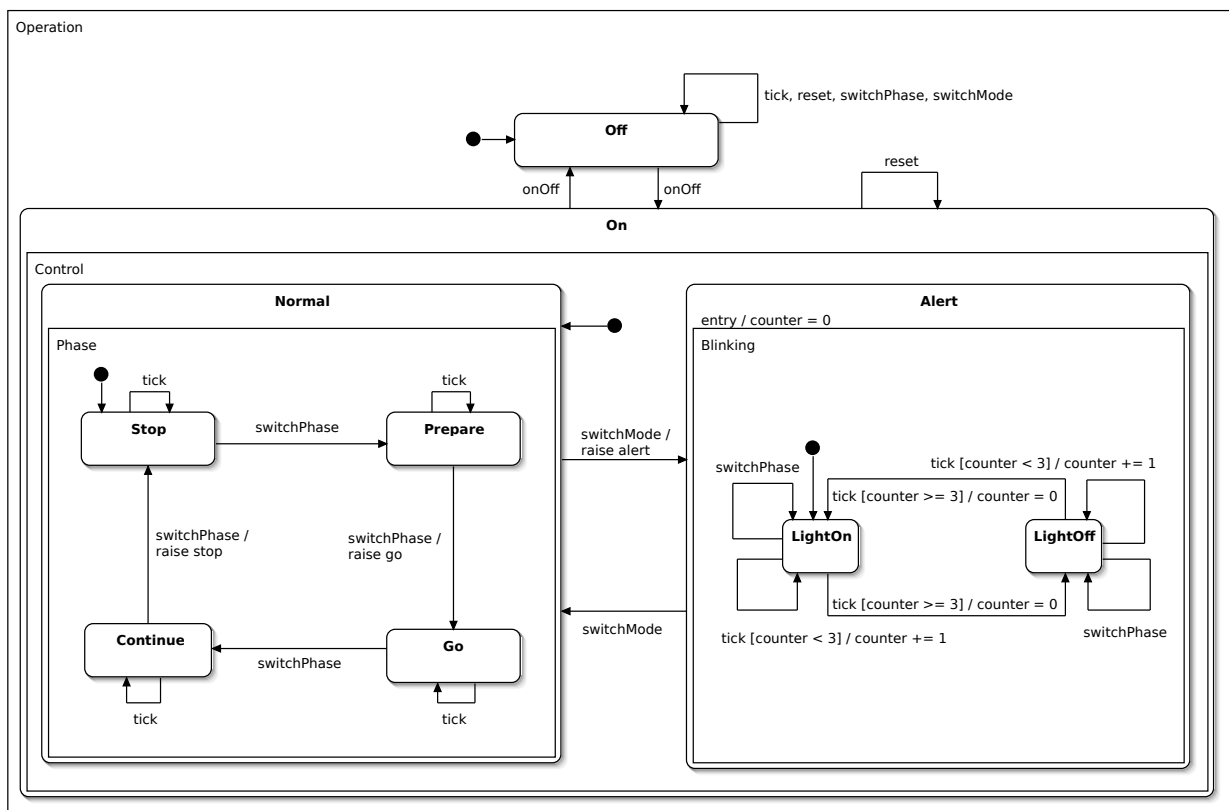 Operation
tick, reset, switchPhase, switchMode
Off
onOff
onOff
reset
On
Control
Normal
Phase
tick
tick
Stop
switchPhase
Prepare
switchPhase /
raise stop
switchPhase /
raise go
Continue
switchPhase
Go
tick
tick
switchMode /
raise alert
switchMode
Alert
entry / counter = 0
Blinking
switchPhase
tick [counter < 3] / counter += 1
tick [counter >= 3] / counter = 0
LightOn
LightOff
tick [counter >= 3] / counter = 0
tick [counter < 3] / counter += 1
switchPhase